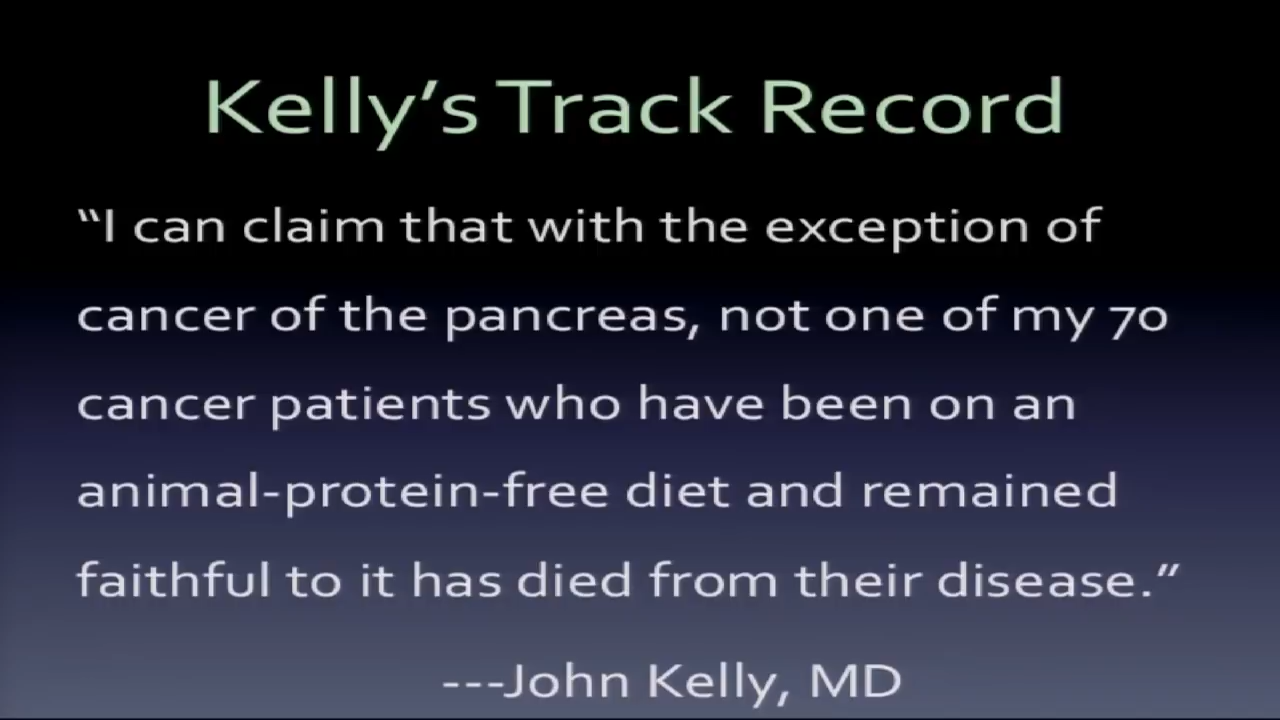 Kelly’s Track Record
“I can claim that with the exception of
cancer of the pancreas, not one of my 70
cancer patients who have been on an
animal-protein-free diet and remained
faithful to it has died from their disease.”
---John Kelly, MD